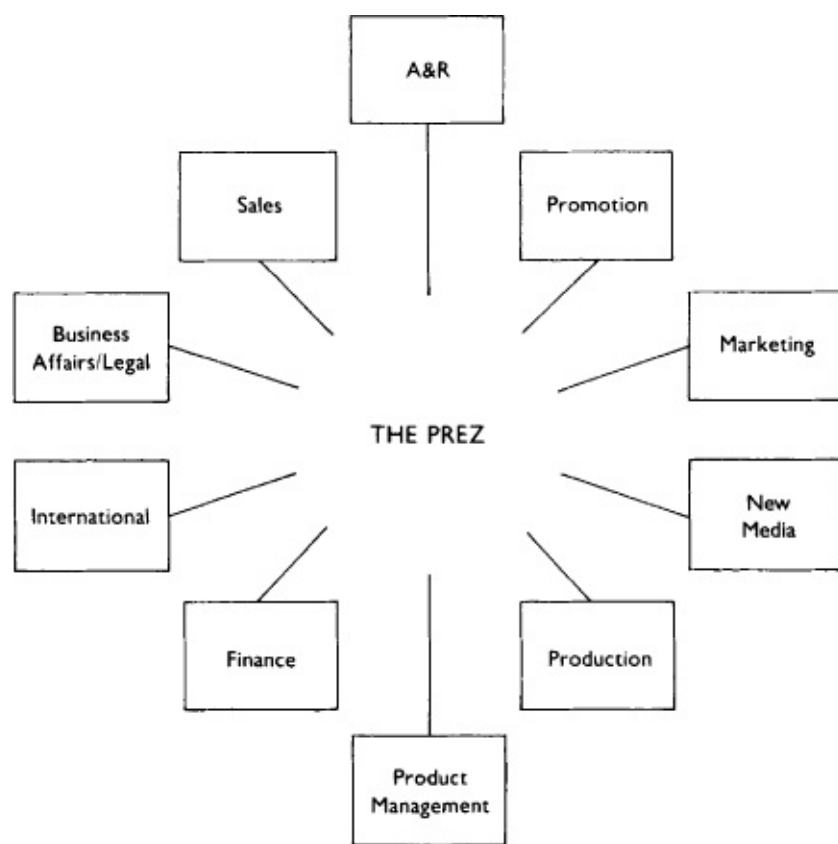 A&R
Sales
Promotion
Business
Affairs/Legal
Marketing
THE PREZ
International
New
Media
Finance
Production
Product
Management